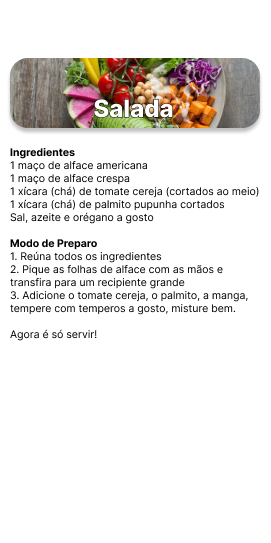 Salada
Ingredientes
1 maço de alface americana
1 maço de alface crespa
1 xícara (chá) de tomate cereja (cortados ao meio)
1 xícara (chá) de palmito pupunha cortados
Sal, azeite e orégano a gosto
Modo de Preparo
1. Reúna todos os ingredientes
2. Pique as folhas de alface com as mãos e
transfira para um recipiente grande
3. Adicione o tomate cereja, o palmito, a manga,
tempere com temperos a gosto, misture bem.
Agora é só servir!